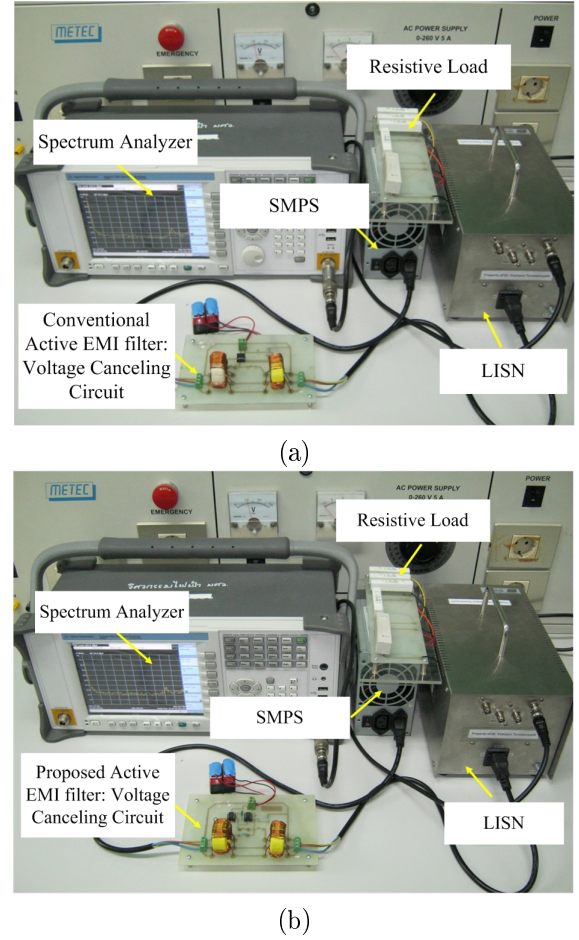 METEC
EMERGENCY
V
AC POWER SUPPLY
0-260 V 5 A
POWER
Resistive Load
Spectrum Analyzer
SMPS
Conventional
Active EMI filter:
Voltage Canceling
Circuit
LISN
(a)
METEC
EMERGENCY
V
AC POWER SUPPLY
0-260 V 5 A
POWER
Resistive Load
Spectrum Analyzer
SMPS
Proposed Active
EMI filter: Voltage
Canceling Circuit
LISN
(b)